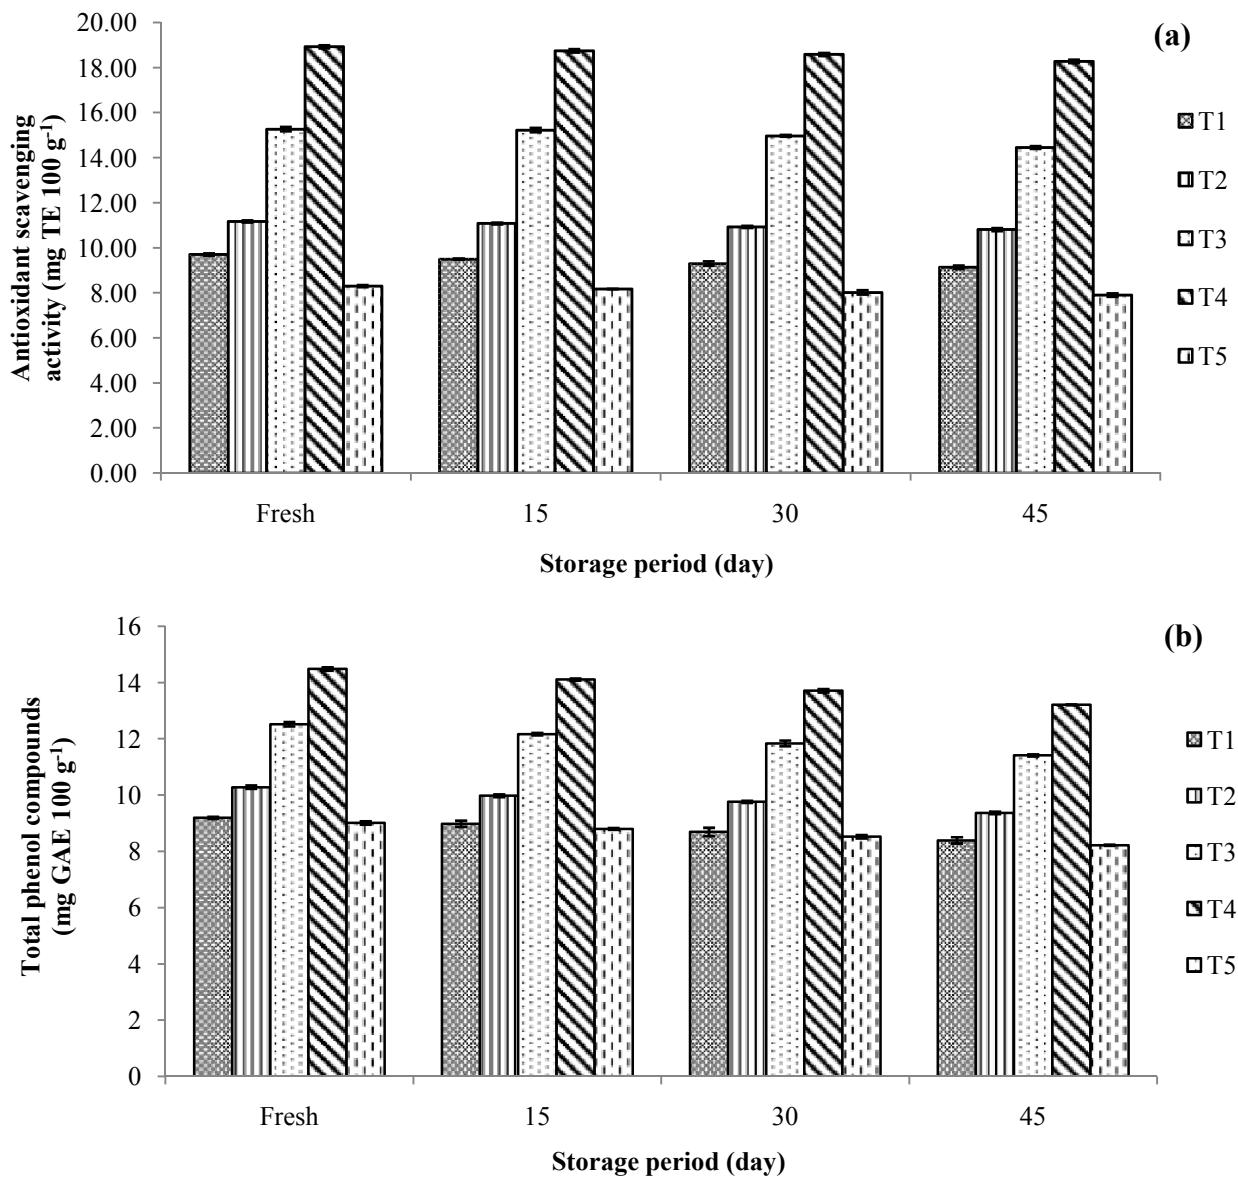 (a)
20.00
18.00
16.00
14.00
12.00
10.00
8.00
6.00
4.00
2.00
0.00
Antioxidant scavenging
activity (mg TE 100 g⁻¹)
Fresh 15 30 45
Storage period (day)
T1
T2
T3
T4
T5
(b)
16
14
12
10
8
6
4
2
0
Total phenol compounds
(mg GAE 100 g⁻¹)
Fresh 15 30 45
Storage period (day)
T1
T2
T3
T4
T5